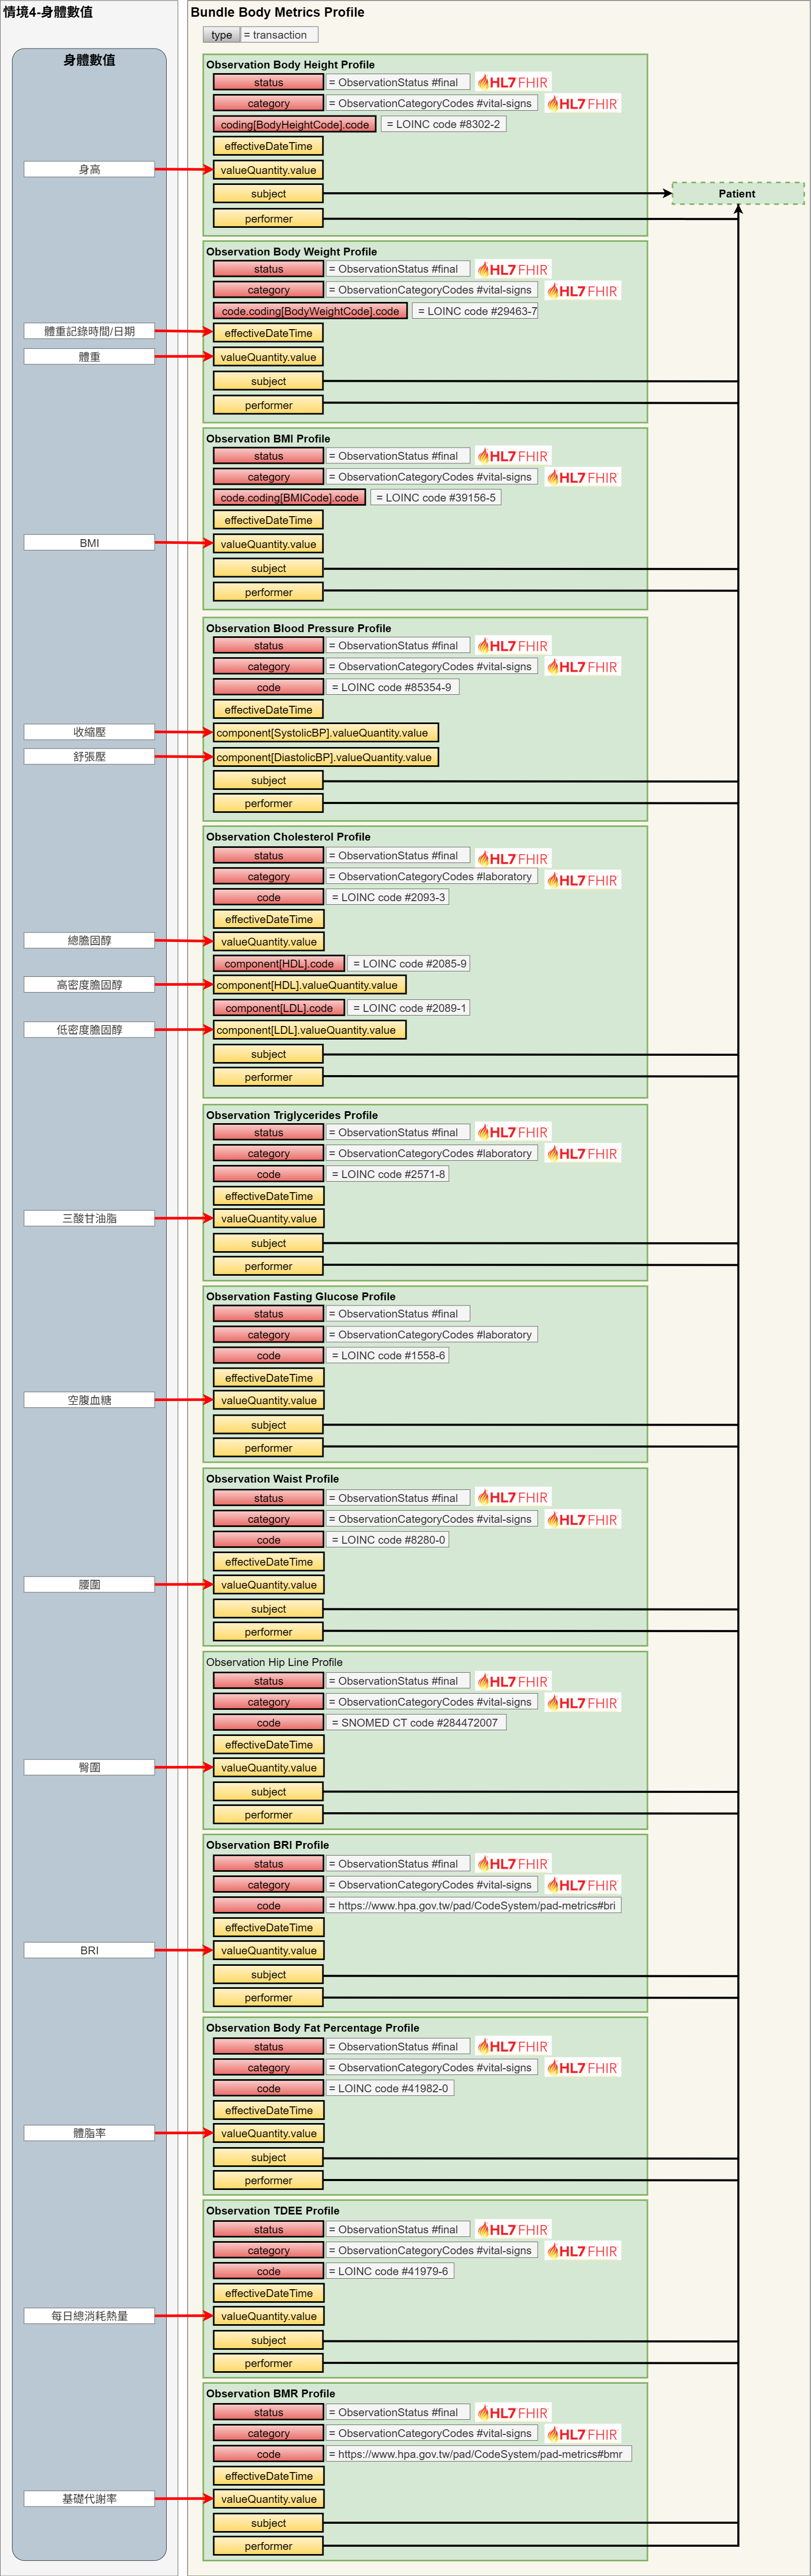 情境4-身體數值
Bundle Body Metrics Profile
type = transaction
身體數值
Observation Body Height Profile
status = ObservationStatus #final HL7 FHIR
category = ObservationCategoryCodes #vital-signs HL7 FHIR
coding[BodyHeightCode].code = LOINC code #8302-2
effectiveDateTime
身高 valueQuantity.value
subject Patient
performer
Observation Body Weight Profile
status = ObservationStatus #final HL7 FHIR
category = ObservationCategoryCodes #vital-signs HL7 FHIR
code.coding[BodyWeightCode].code = LOINC code #29463-7
體重記錄時間/日期 effectiveDateTime
體重 valueQuantity.value
subject
performer
Observation BMI Profile
status = ObservationStatus #final HL7 FHIR
category = ObservationCategoryCodes #vital-signs HL7 FHIR
code.coding[BMICode].code = LOINC code #39156-5
effectiveDateTime
BMI valueQuantity.value
subject
performer
Observation Blood Pressure Profile
status = ObservationStatus #final HL7 FHIR
category = ObservationCategoryCodes #vital-signs HL7 FHIR
code = LOINC code #85354-9
effectiveDateTime
收縮壓 component[SystolicBP].valueQuantity.value
舒張壓 component[DiastolicBP].valueQuantity.value
subject
performer
Observation Cholesterol Profile
status = ObservationStatus #final HL7 FHIR
category = ObservationCategoryCodes #laboratory HL7 FHIR
code = LOINC code #2093-3
effectiveDateTime
總膽固醇 valueQuantity.value
component[HDL].code = LOINC code #2085-9
高密度膽固醇 component[HDL].valueQuantity.value
component[LDL].code = LOINC code #2089-1
低密度膽固醇 component[LDL].valueQuantity.value
subject
performer
Observation Triglycerides Profile
status = ObservationStatus #final HL7 FHIR
category = ObservationCategoryCodes #laboratory HL7 FHIR
code = LOINC code #2571-8
effectiveDateTime
三酸甘油脂 valueQuantity.value
subject
performer
Observation Fasting Glucose Profile
status = ObservationStatus #final
category = ObservationCategoryCodes #laboratory
code = LOINC code #1558-6
effectiveDateTime
空腹血糖 valueQuantity.value
subject
performer
Observation Waist Profile
status = ObservationStatus #final HL7 FHIR
category = ObservationCategoryCodes #vital-signs HL7 FHIR
code = LOINC code #8280-0
effectiveDateTime
腰圍 valueQuantity.value
subject
performer
Observation Hip Line Profile
status = ObservationStatus #final HL7 FHIR
category = ObservationCategoryCodes #vital-signs HL7 FHIR
code = SNOMED CT code #284472007
effectiveDateTime
臀圍 valueQuantity.value
subject
performer
Observation BRI Profile
status = ObservationStatus #final HL7 FHIR
category = ObservationCategoryCodes #vital-signs HL7 FHIR
code = https://www.hpa.gov.tw/pad/CodeSystem/pad-metrics#bri
effectiveDateTime
BRI valueQuantity.value
subject
performer
Observation Body Fat Percentage Profile
status = ObservationStatus #final HL7 FHIR
category = ObservationCategoryCodes #vital-signs HL7 FHIR
code = LOINC code #41982-0
effectiveDateTime
體脂率 valueQuantity.value
subject
performer
Observation TDEE Profile
status = ObservationStatus #final HL7 FHIR
category = ObservationCategoryCodes #vital-signs HL7 FHIR
code = LOINC code #41979-6
effectiveDateTime
每日總消耗熱量 valueQuantity.value
subject
performer
Observation BMR Profile
status = ObservationStatus #final HL7 FHIR
category = ObservationCategoryCodes #vital-signs HL7 FHIR
code = https://www.hpa.gov.tw/pad/CodeSystem/pad-metrics#bmr
effectiveDateTime
基礎代謝率 valueQuantity.value
subject
performer